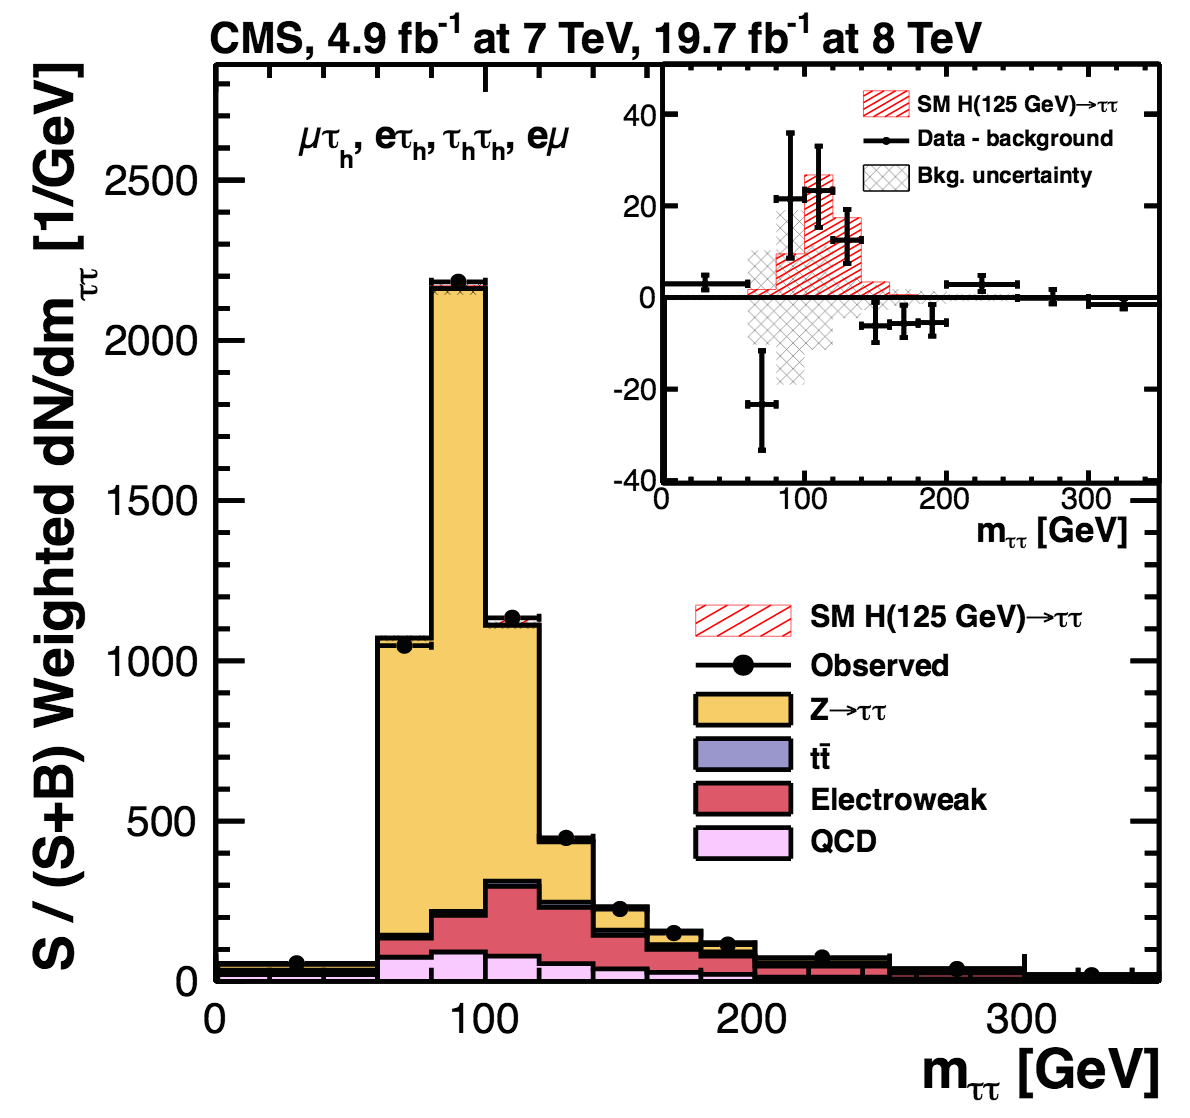 CMS, 4.9 fb-1 at 7 TeV, 19.7 fb-1 at 8 TeV
S / (S+B) Weighted dN/dmττ [1/GeV]
μτh, eτh, τhτh, eμ
2500
2000
1500
1000
500
0
0 100 200 300
mττ [GeV]
SM H(125 GeV)→ττ
Data - background
Bkg. uncertainty
40
20
0
-20
-40
0 100 200 300
mττ [GeV]
SM H(125 GeV)→ττ
Observed
Z→ττ
tt̄
Electroweak
QCD